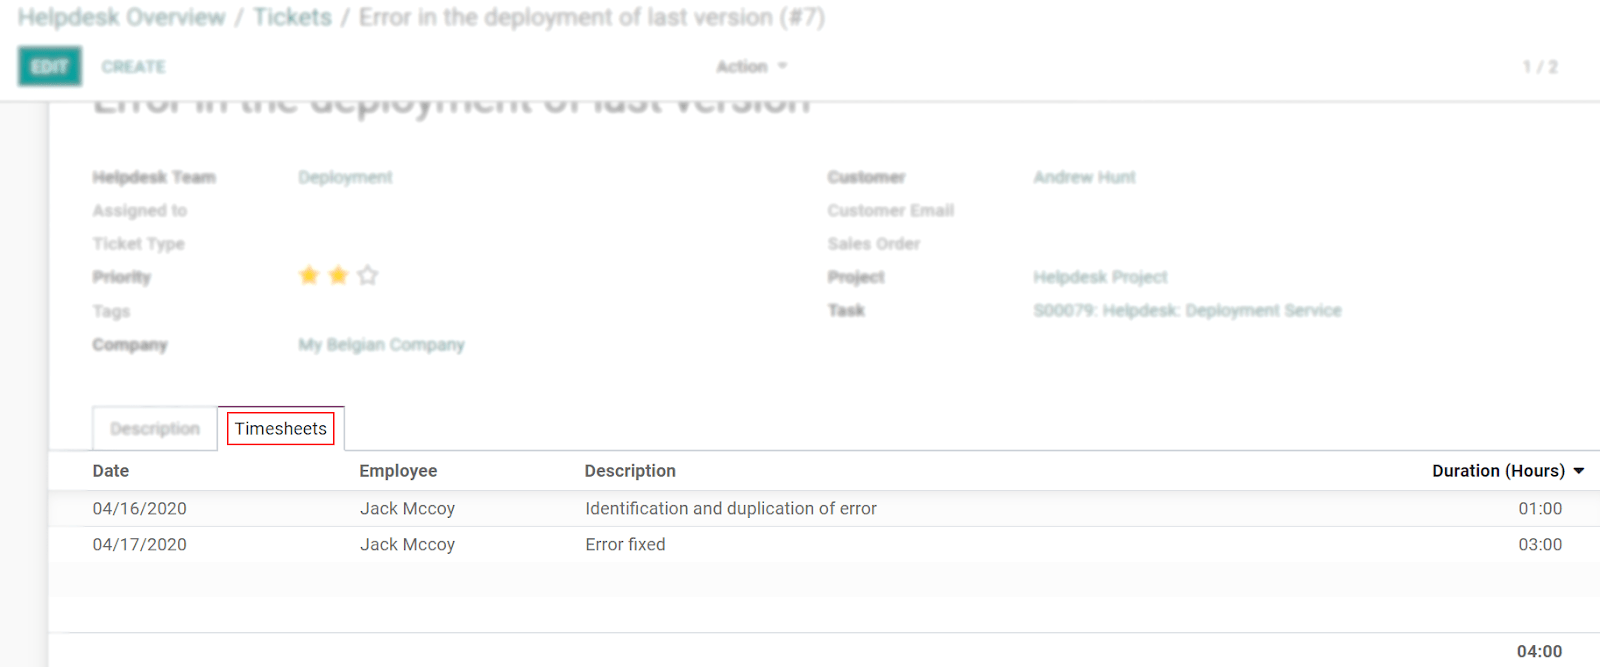 Helpdesk Overview / Tickets / Error in the deployment of last version (#7)
EDIT CREATE Action 1 / 2
Error in the deployment of last version
Helpdesk Team Deployment Customer Andrew Hunt
Assigned to Customer Email
Ticket Type Sales Order
Priority Project Helpdesk Project
Tags Task S00079: Helpdesk: Deployment Service
Company My Belgian Company
Description Timesheets
Date Employee Description Duration (Hours)
04/16/2020 Jack Mccoy Identification and duplication of error 01:00
04/17/2020 Jack Mccoy Error fixed 03:00
04:00